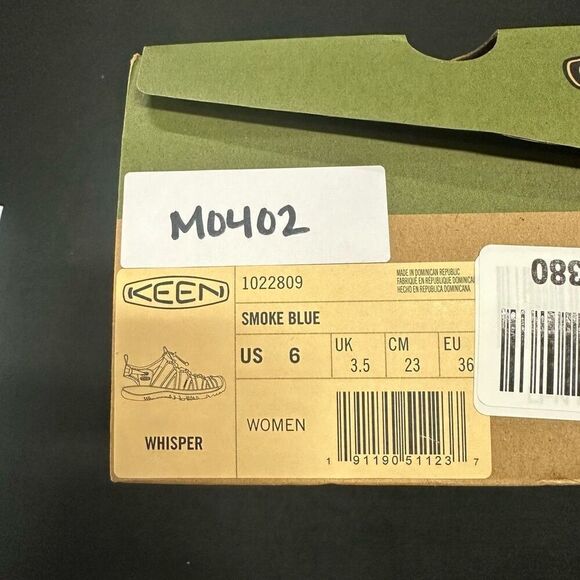 M0402
KEEN
1022809
MADE IN DOMINICAN REPUBLIC
FABRIQUÉ EN RÉPUBLIQUE DOMINICAINE
HECHO EN REPUBLICA DOMINICANA
SMOKE BLUE
US 6
UK 3.5
CM 23
EU 36
WHISPER
WOMEN
1 91190 51123 7
380